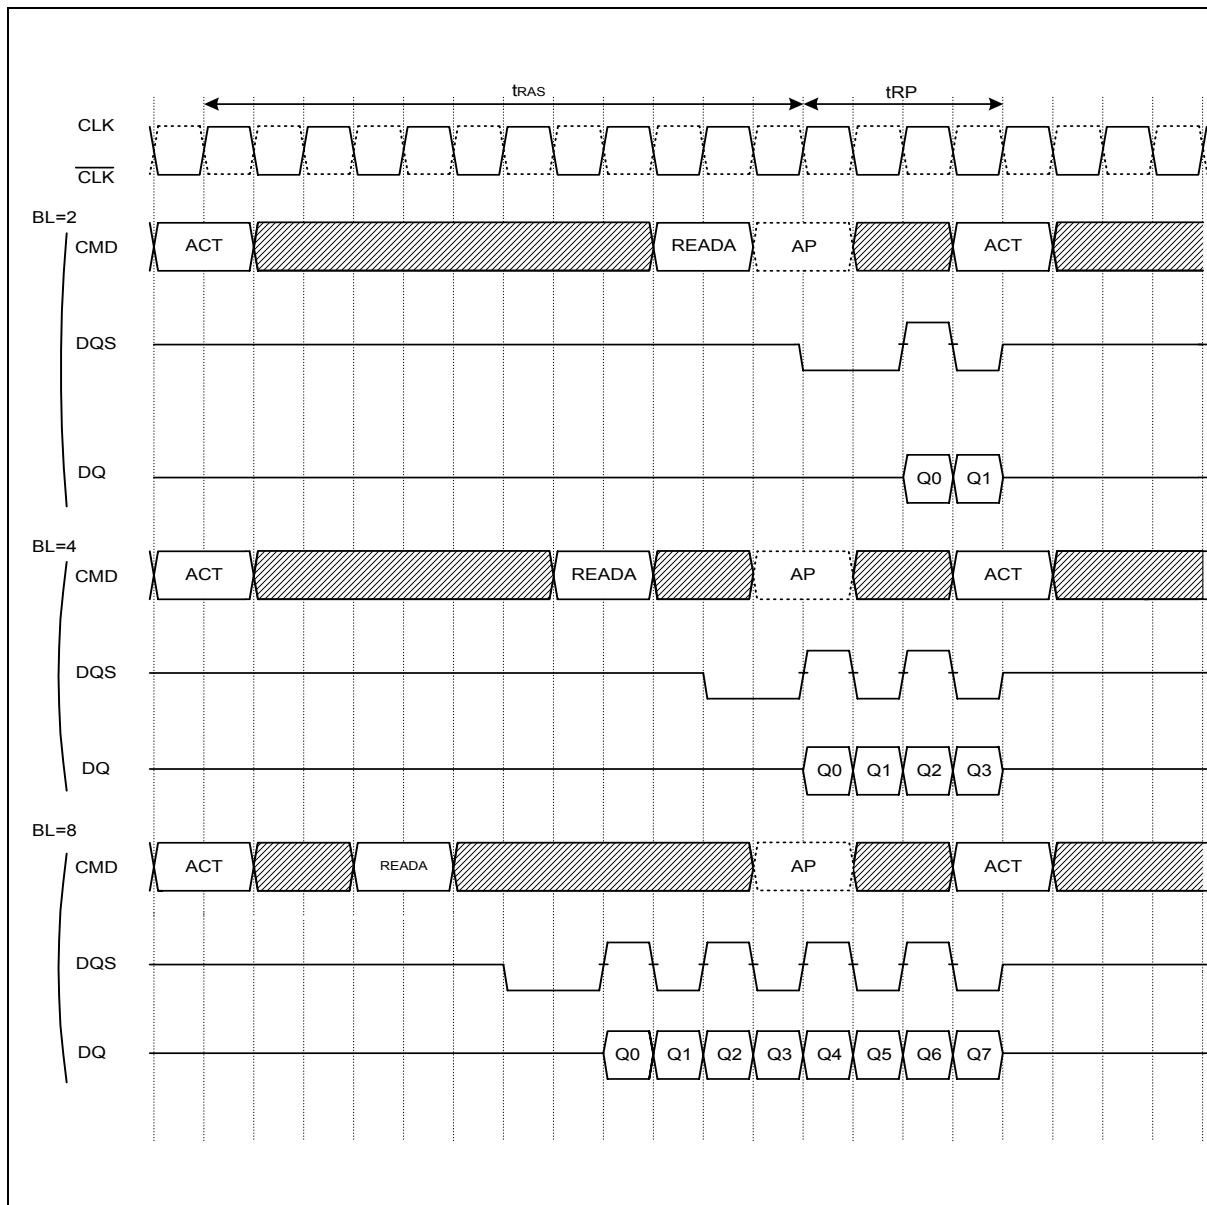 tRAS tRP
CLK
CLK
BL=2
CMD ACT READA AP ACT
DQS
DQ Q0 Q1
BL=4
CMD ACT READA AP ACT
DQS
DQ Q0 Q1 Q2 Q3
BL=8
CMD ACT READA AP ACT
DQS
DQ Q0 Q1 Q2 Q3 Q4 Q5 Q6 Q7